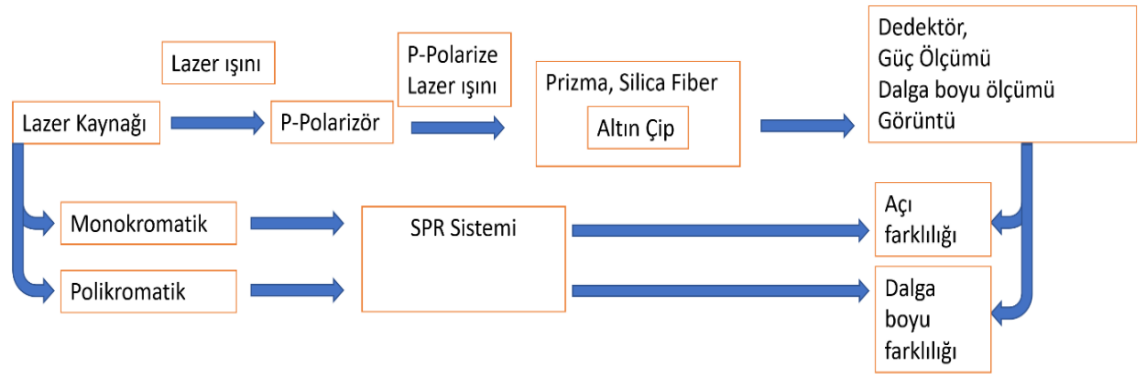 Lazer Kaynağı
Lazer ışını
P-Polarizör
P-Polarize
Lazer ışını
Prizma, Silica Fiber
Altın Çip
Dedektör,
Güç Ölçümü
Dalga boyu ölçümü
Görüntü
Monokromatik
Polikromatik
SPR Sistemi
Açı
farklılığı
Dalga
boyu
farklılığı